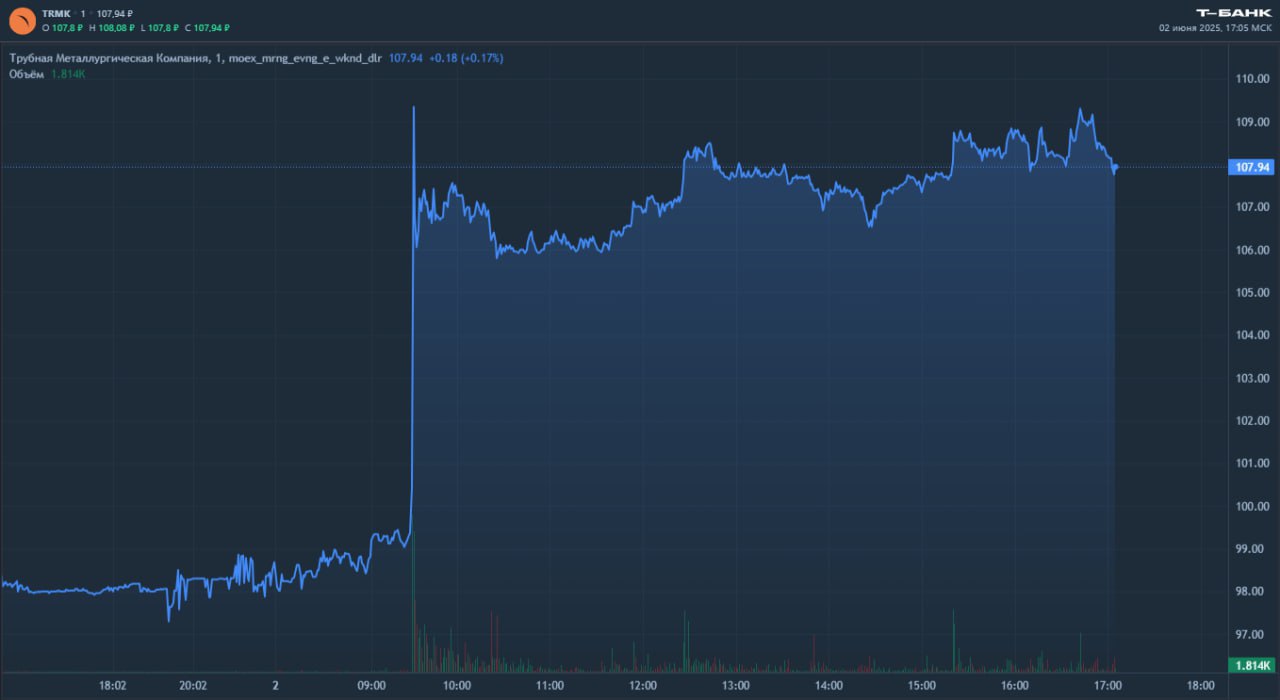 TRMK · 1 · 107,94 ₽
O 107,8 ₽ H 108,08 ₽ L 107,8 ₽ C 107,94 ₽
Т-БАНК
02 июня 2025, 17:05 МСК
Трубная Металлургическая Компания, 1, moex_mrng_evng_e_wknd_dlr 107.94 +0.18 (+0.17%)
Объём 1.814K
110.00
109.00
107.94
107.00
106.00
105.00
104.00
103.00
102.00
101.00
100.00
99.00
98.00
97.00
1.814K
18:02 20:02 2 09:00 10:00 11:00 12:00 13:00 14:00 15:00 16:00 17:00 18:00